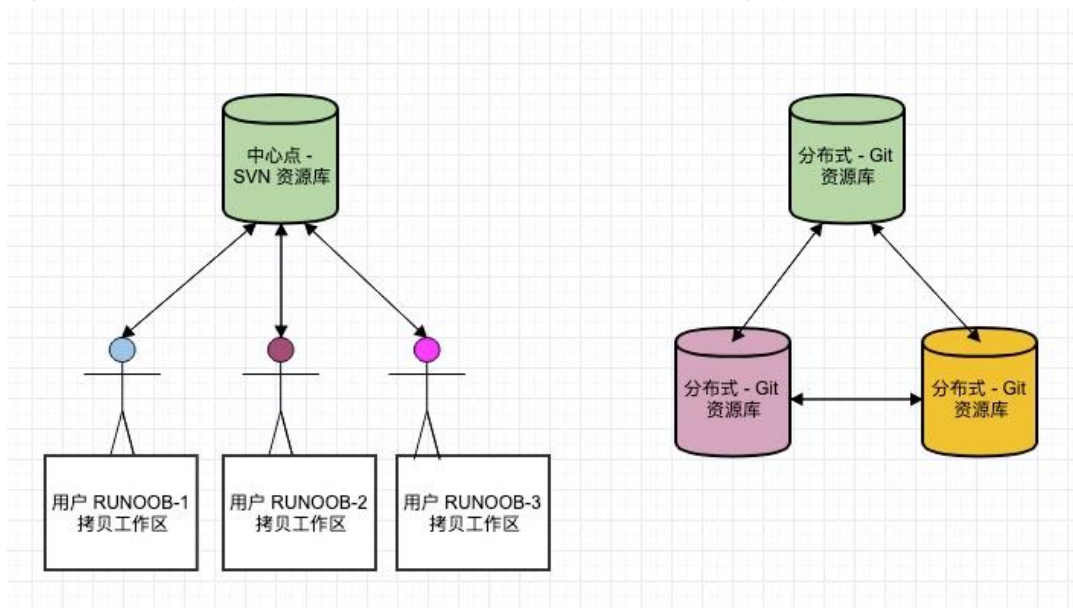 中心点 -
SVN 资源库
分布式 - Git
资源库
分布式 - Git
资源库
分布式 - Git
资源库
用户 RUNOOB-1
拷贝工作区
用户 RUNOOB-2
拷贝工作区
用户 RUNOOB-3
拷贝工作区